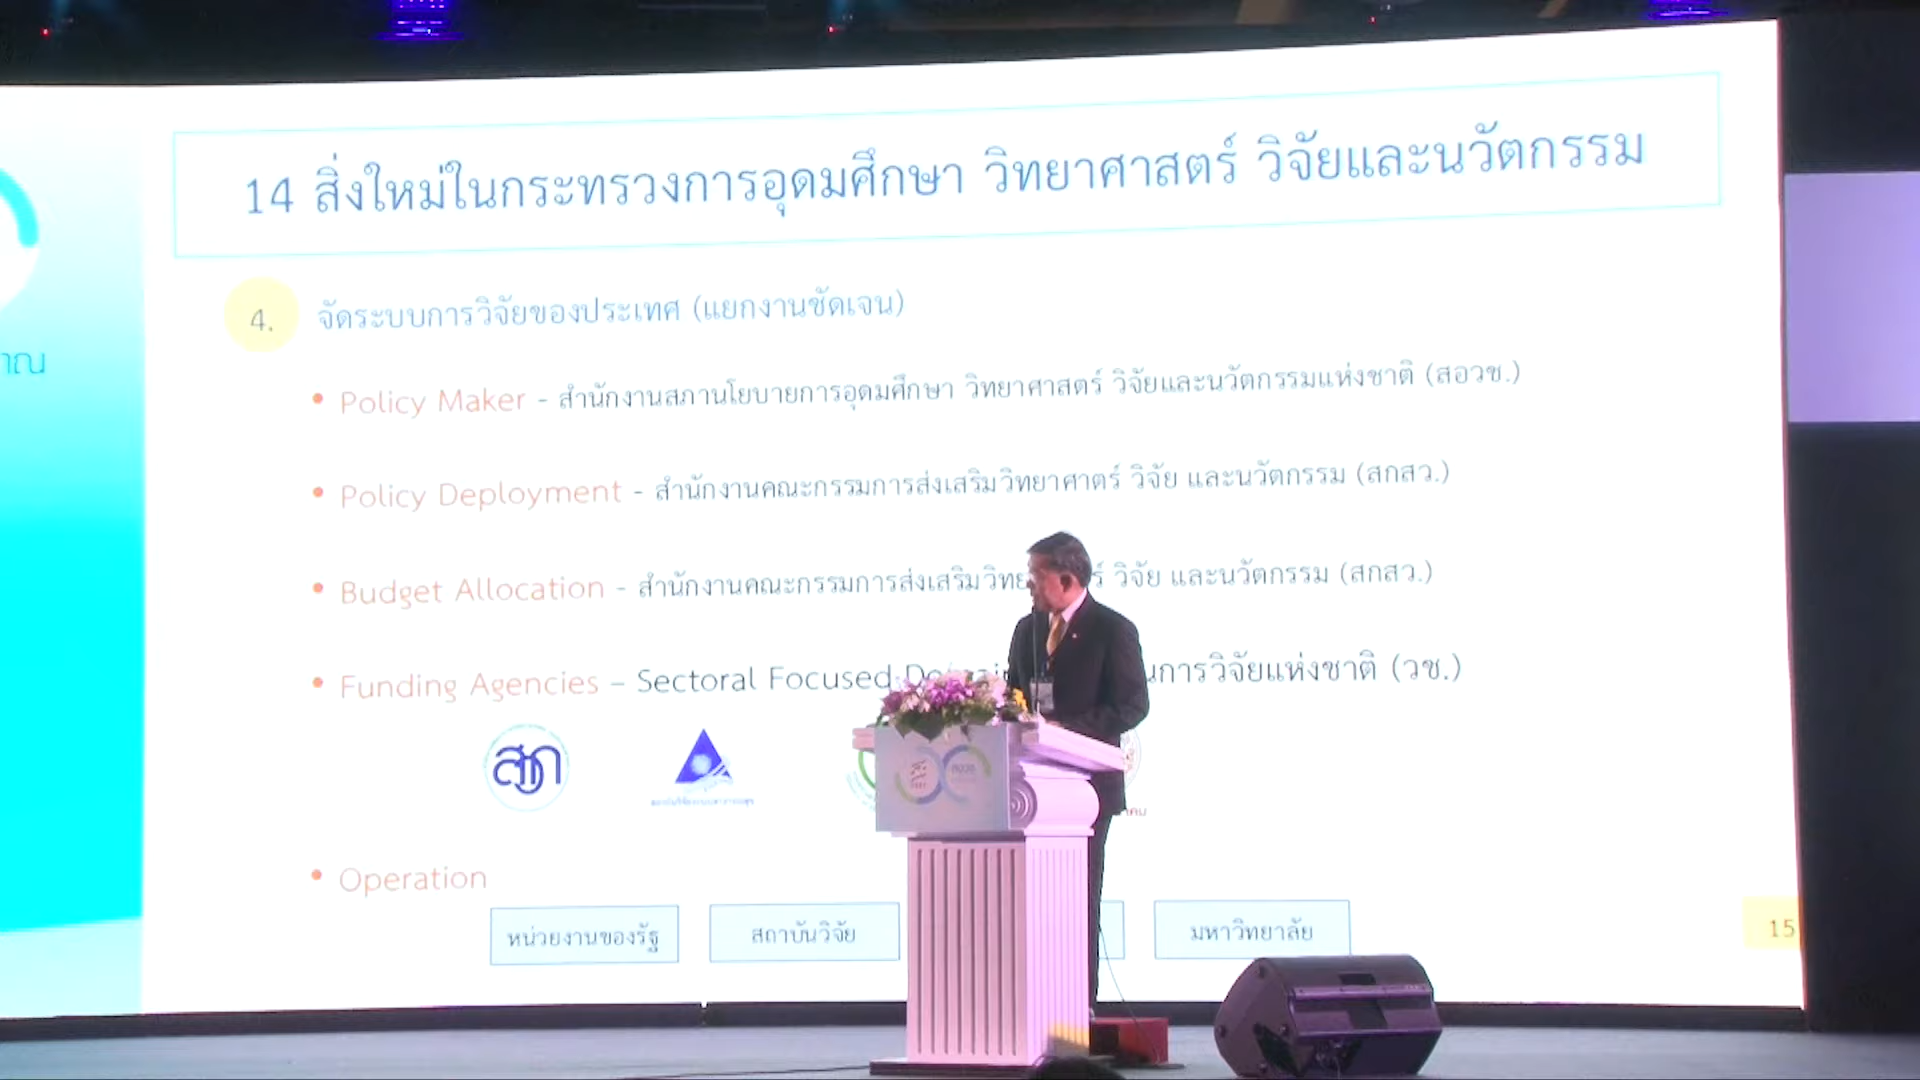 14 สิ่งใหม่ในกระทรวงการอุดมศึกษา วิทยาศาสตร์ วิจัยและนวัตกรรม
4. จัดระบบการวิจัยของประเทศ (แยกงานชัดเจน)
• Policy Maker - สำนักงานสภานโยบายการอุดมศึกษา วิทยาศาสตร์ วิจัยและนวัตกรรมแห่งชาติ (สอวช.)
• Policy Deployment - สำนักงานคณะกรรมการส่งเสริมวิทยาศาตร์ วิจัย และนวัตกรรม (สกสว.)
• Budget Allocation - สำนักงานคณะกรรมการส่งเสริม วิจัย และนวัตกรรม (สกสว.)
• Funding Agencies – Sectoral Focused การวิจัยแห่งชาติ (วช.)
• Operation
หน่วยงานของรัฐ สถาบันวิจัย มหาวิทยาลัย
15